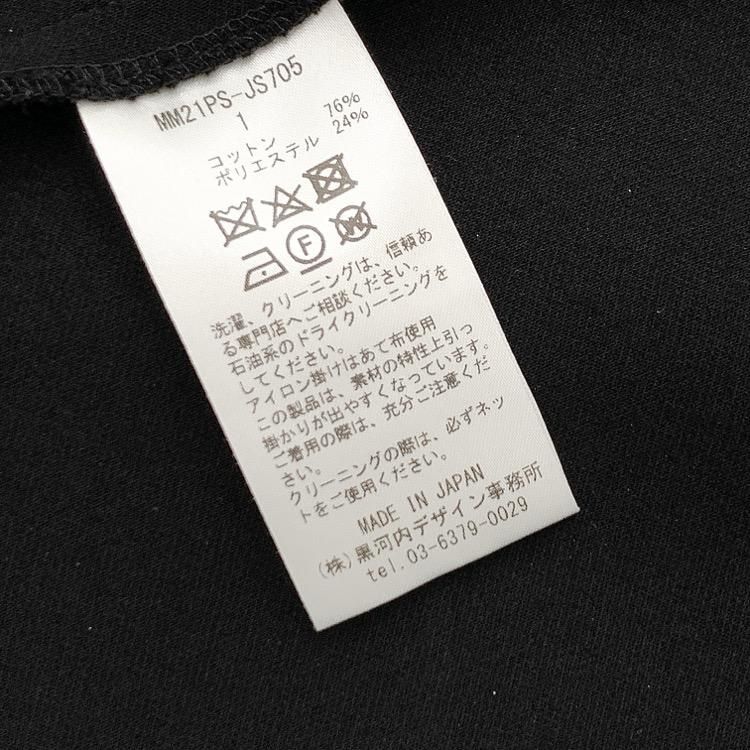 MM21PS-JS705
1
コットン 76%
ポリエステル 24%
F
W
洗濯、クリーニングは、信頼あ
る専門店へご相談ください。
石油系のドライクリーニングを
してください。
アイロン掛けはあて布使用
この製品は、素材の特性上引っ
掛かりが出やすくなっています。
ご着用の際は、充分ご注意くだ
さい。
クリーニングの際は、必ずネッ
トをご使用ください。
MADE IN JAPAN
(株)黒河内デザイン事務所
tel.03-6379-0029